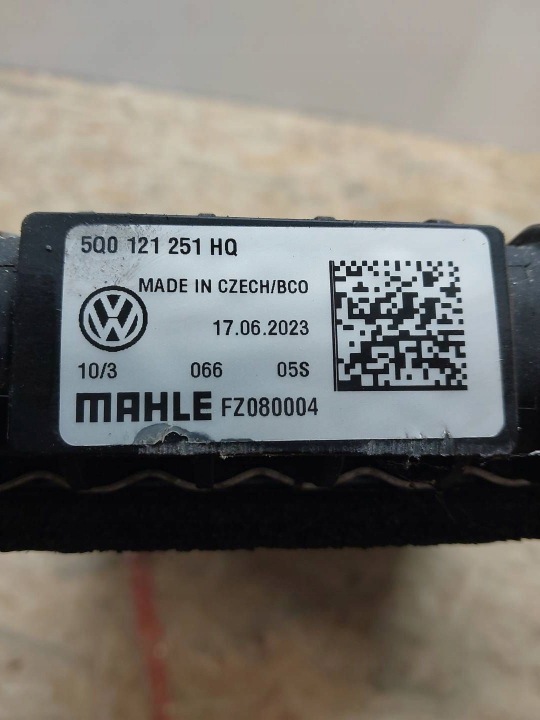 5Q0 121 251 HQ
MADE IN CZECH/BCO
17.06.2023
10/3 066 05S
MAHLE FZ080004